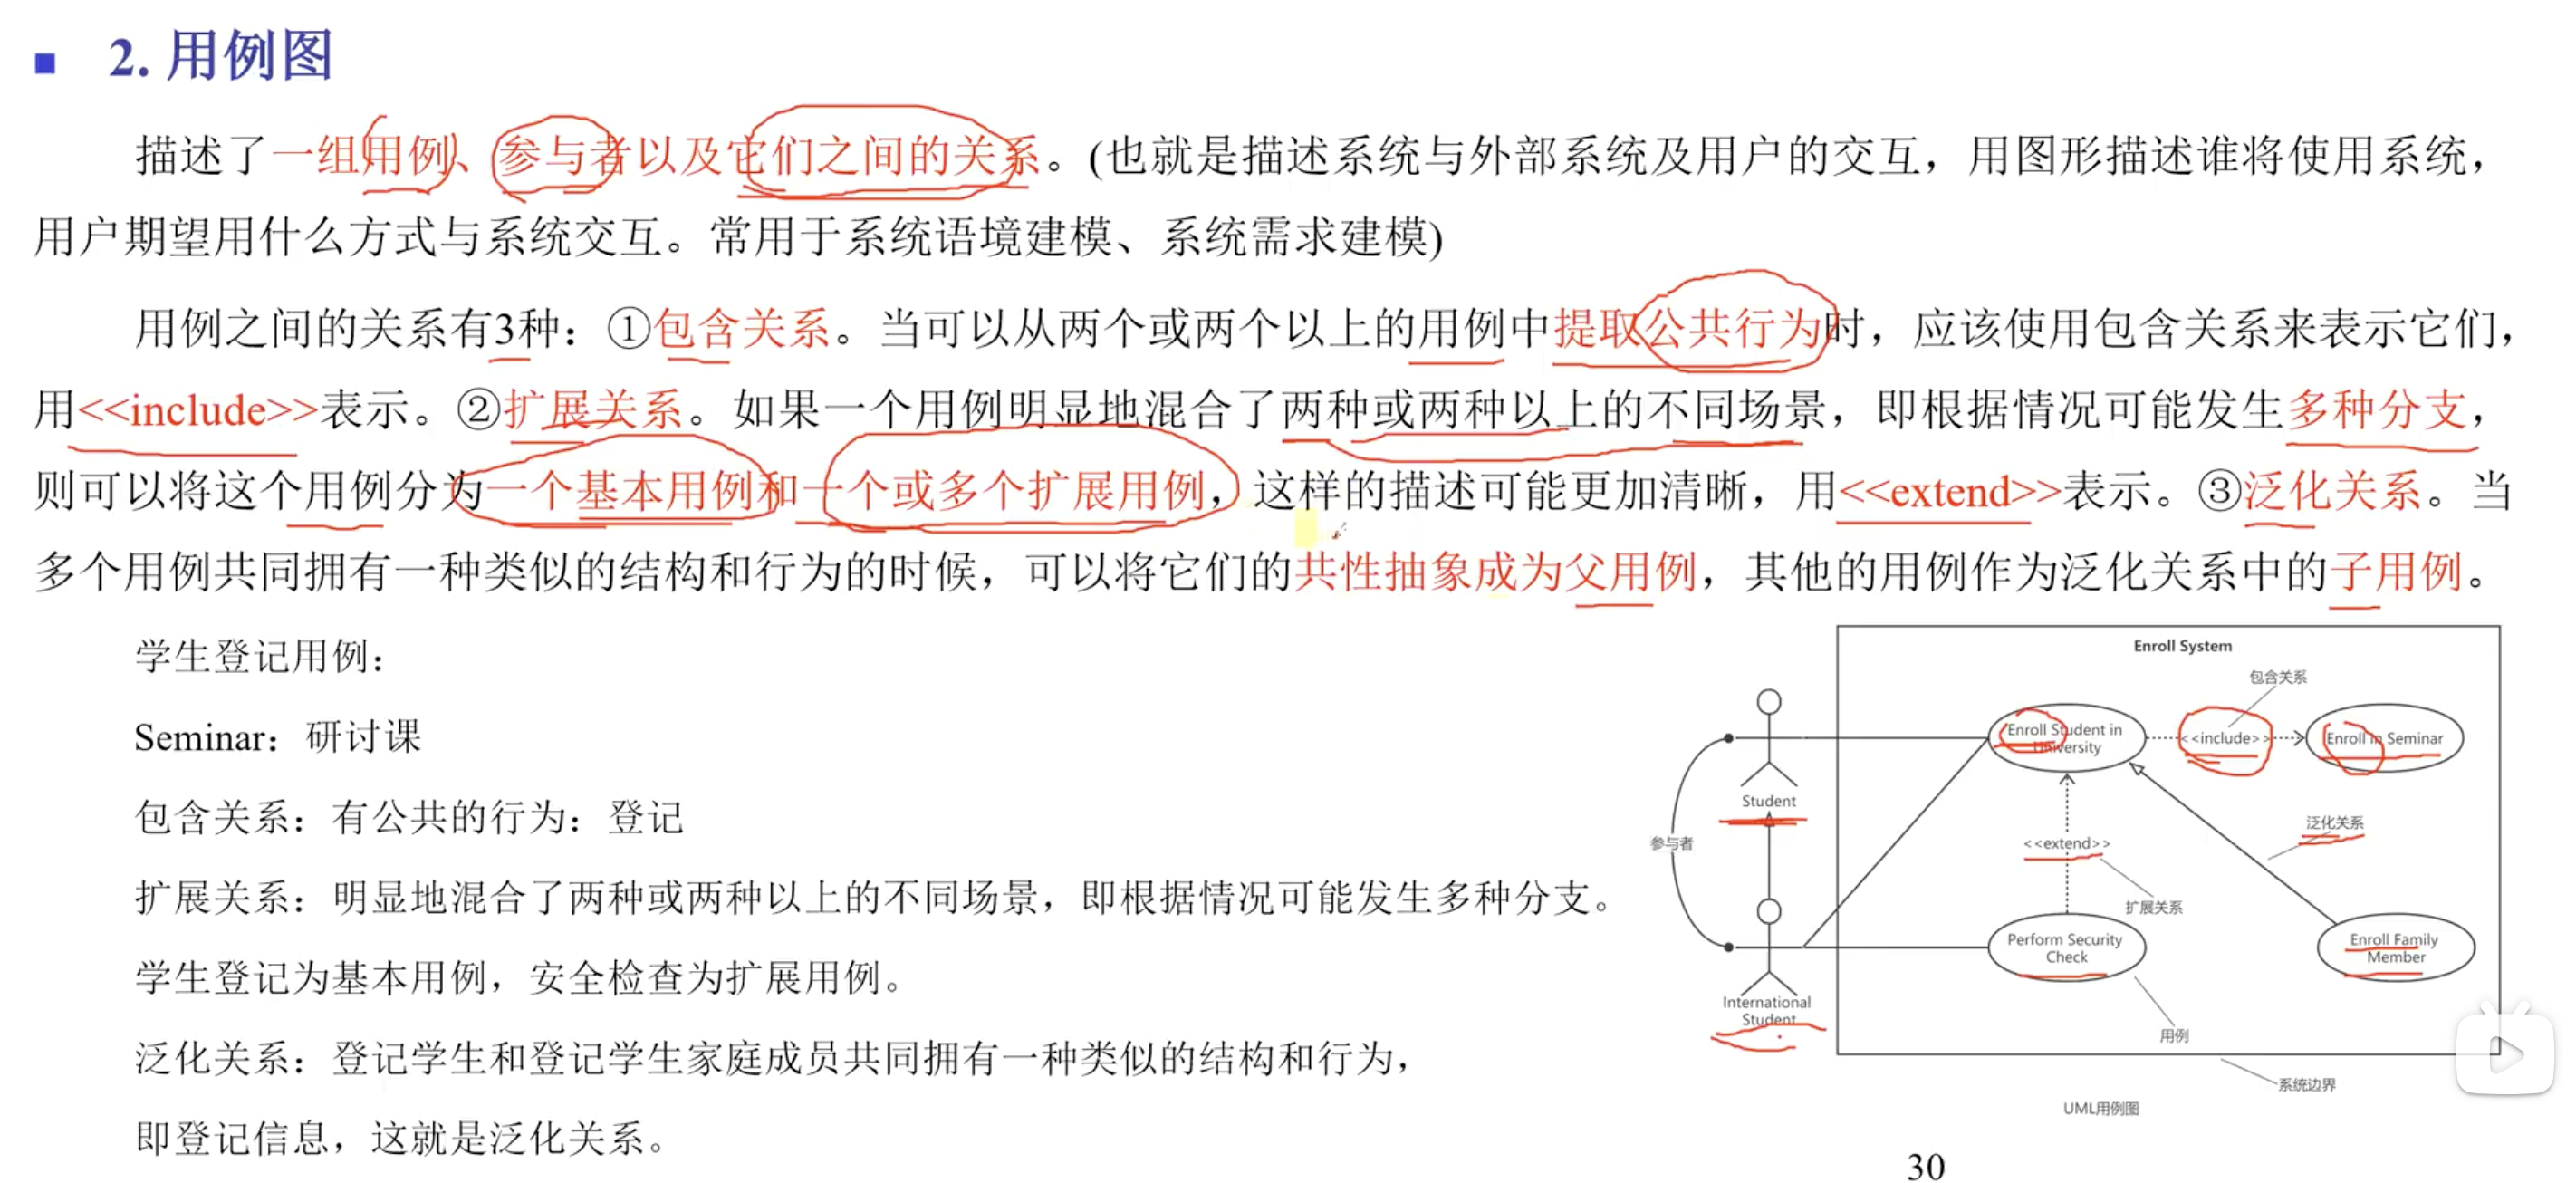 2. 用例图
描述了一组用例、参与者以及它们之间的关系。(也就是描述系统与外部系统及用户的交互，用图形描述谁将使用系统，
用户期望用什么方式与系统交互。常用于系统语境建模、系统需求建模)
用例之间的关系有3种：①包含关系。当可以从两个或两个以上的用例中提取公共行为时，应该使用包含关系来表示它们，
用<<include>>表示。②扩展关系。如果一个用例明显地混合了两种或两种以上的不同场景，即根据情况可能发生多种分支，
则可以将这个用例分为一个基本用例和一个或多个扩展用例，这样的描述可能更加清晰，用<<extend>>表示。③泛化关系。当
多个用例共同拥有一种类似的结构和行为的时候，可以将它们的共性抽象成为父用例，其他的用例作为泛化关系中的子用例。
学生登记用例：
Seminar：研讨课
包含关系：有公共的行为：登记
扩展关系：明显地混合了两种或两种以上的不同场景，即根据情况可能发生多种分支。
学生登记为基本用例，安全检查为扩展用例。
泛化关系：登记学生和登记学生家庭成员共同拥有一种类似的结构和行为，
即登记信息，这就是泛化关系。
Enroll System
包含关系
Enroll Student in
University
<<include>>
Enroll in Seminar
Student
泛化关系
参与者
<<extend>>
扩展关系
Perform Security
Check
Enroll Family
Member
International
Student
用例
系统边界
UML用例图
30